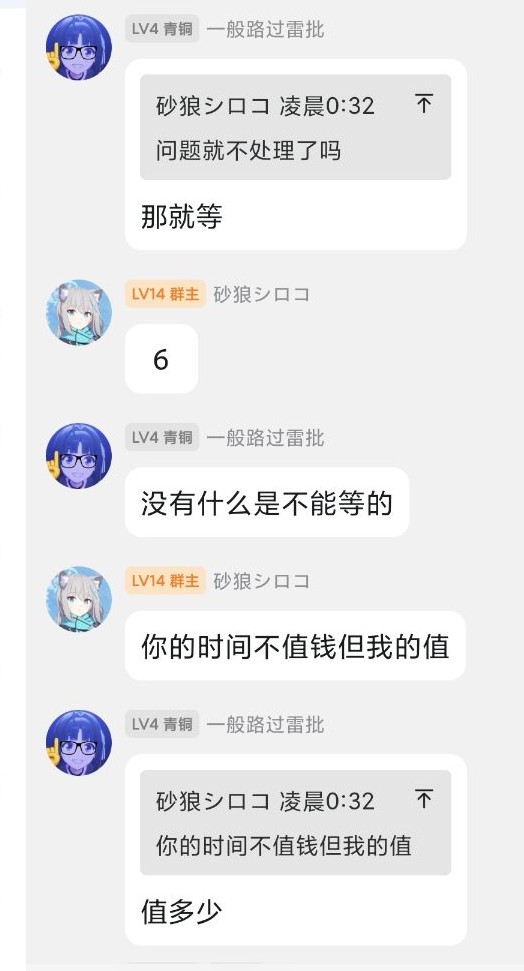 LV4 青铜 一般路过雷批
砂狼シロコ 凌晨0:32
问题就不处理了吗
那就等
LV14 群主 砂狼シロコ
6
LV4 青铜 一般路过雷批
没有什么是不能等的
LV14 群主 砂狼シロコ
你的时间不值钱但我的值
LV4 青铜 一般路过雷批
砂狼シロコ 凌晨0:32
你的时间不值钱但我的值
值多少